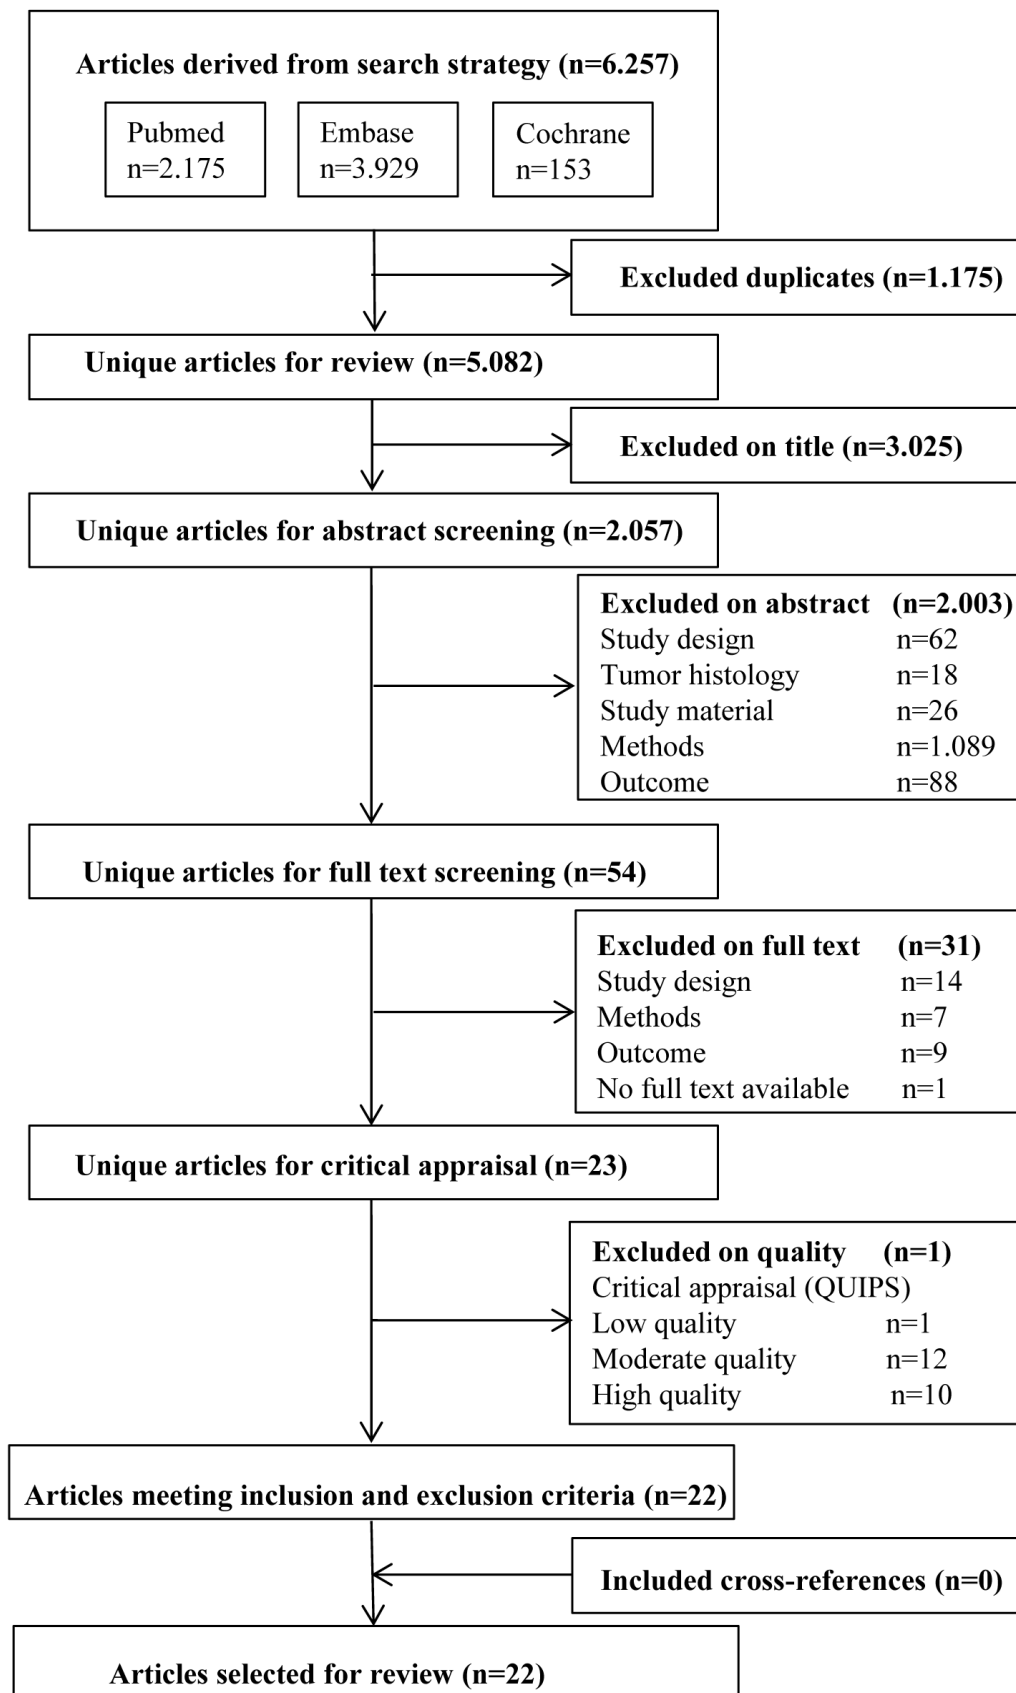 Articles derived from search strategy (n=6.257)
Pubmed
n=2.175
Embase
n=3.929
Cochrane
n=153
Excluded duplicates (n=1.175)
Unique articles for review (n=5.082)
Excluded on title (n=3.025)
Unique articles for abstract screening (n=2.057)
Excluded on abstract (n=2.003)
Study design n=62
Tumor histology n=18
Study material n=26
Methods n=1.089
Outcome n=88
Unique articles for full text screening (n=54)
Excluded on full text (n=31)
Study design n=14
Methods n=7
Outcome n=9
No full text available n=1
Unique articles for critical appraisal (n=23)
Excluded on quality (n=1)
Critical appraisal (QUIPS)
Low quality n=1
Moderate quality n=12
High quality n=10
Articles meeting inclusion and exclusion criteria (n=22)
Included cross-references (n=0)
Articles selected for review (n=22)